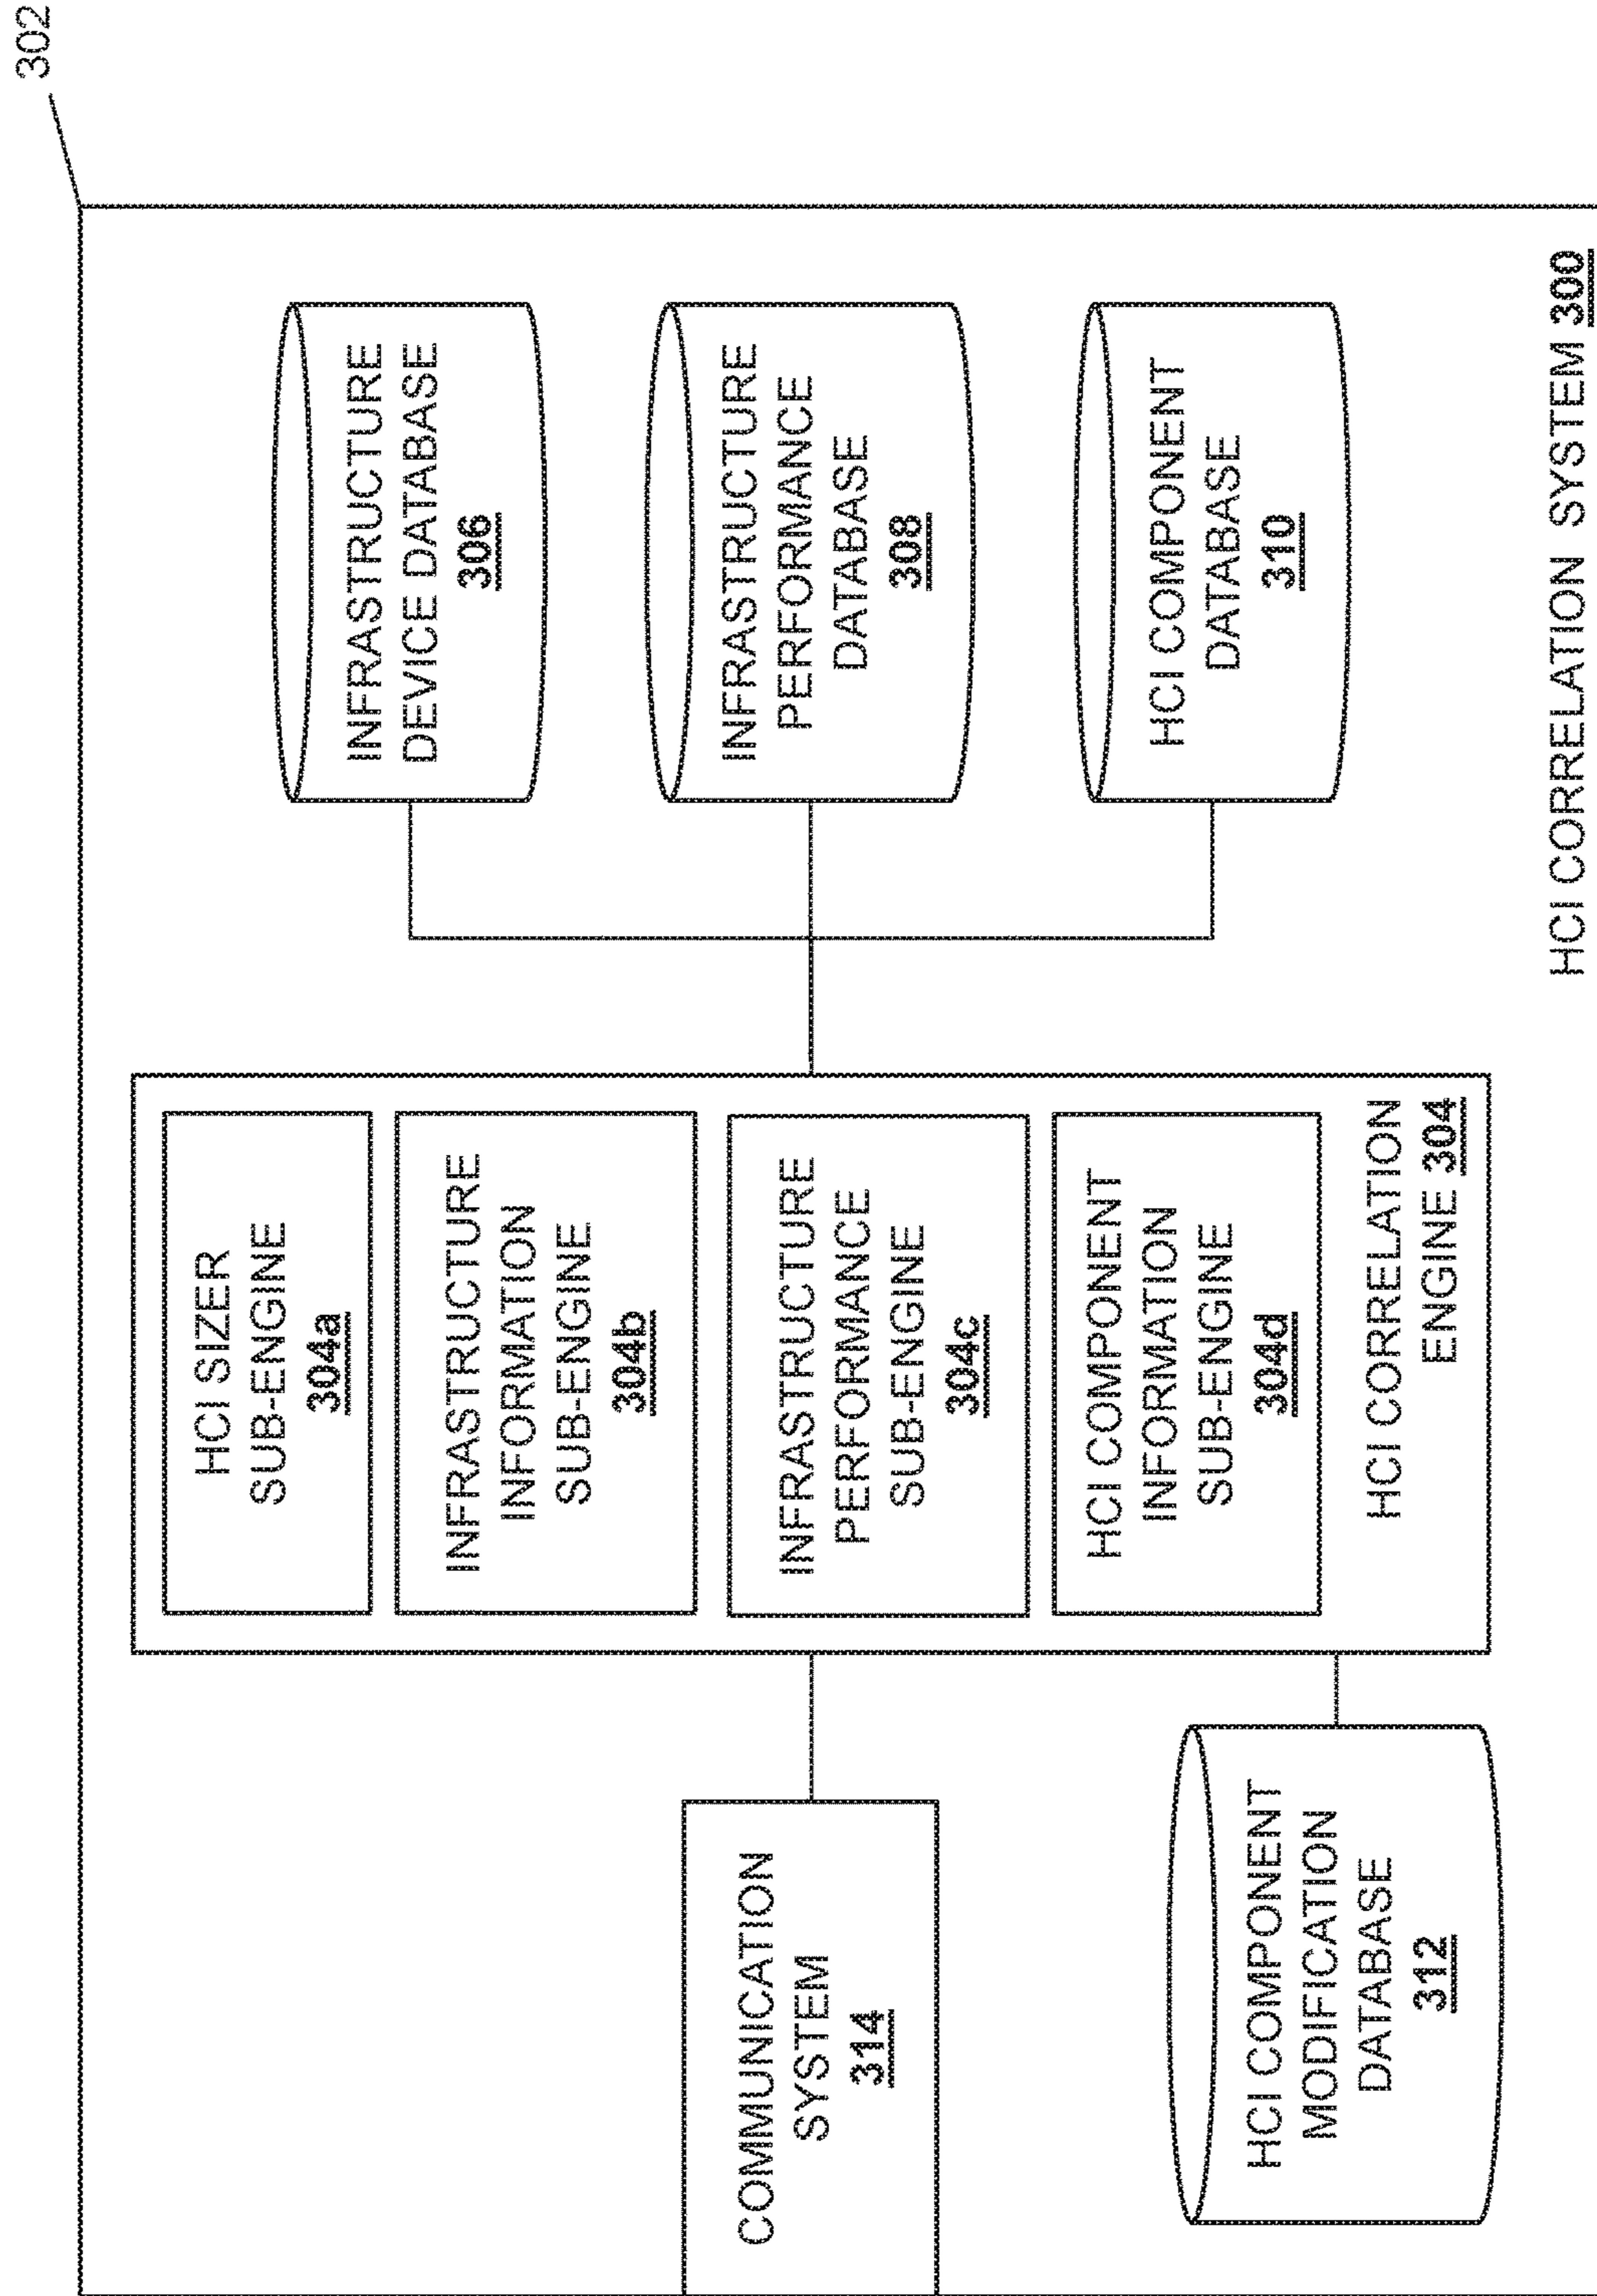 302
COMMUNICATION
SYSTEM
314
HCI COMPONENT
MODIFICATION
DATABASE
312
HCI SIZER
SUB-ENGINE
304a
INFRASTRUCTURE
INFORMATION
SUB-ENGINE
304b
INFRASTRUCTURE
PERFORMANCE
SUB-ENGINE
304c
HCI COMPONENT
INFORMATION
SUB-ENGINE
304d
HCI CORRELATION
ENGINE 304
INFRASTRUCTURE
DEVICE DATABASE
306
INFRASTRUCTURE
PERFORMANCE
DATABASE
308
HCI COMPONENT
DATABASE
310
HCI CORRELATION SYSTEM 300